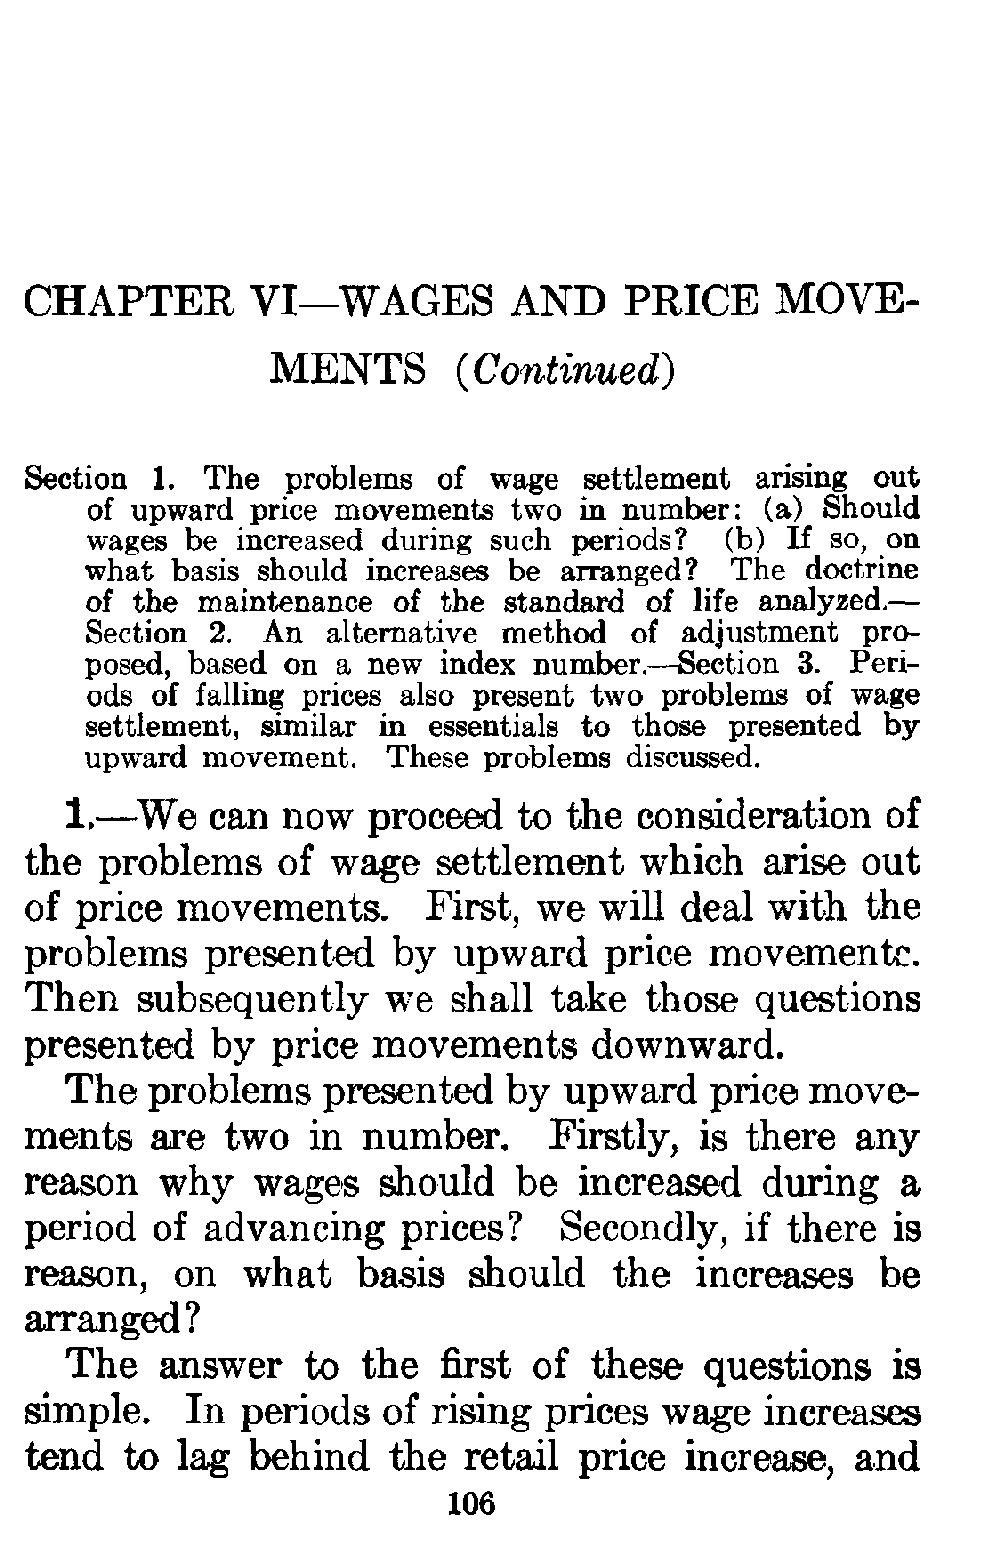 CHAPTER VI—WAGES AND PRICE MOVE-
MENTS (Continued)
Section 1. The problems of wage settlement arising out
of upward price movements two in number: (a) Should
wages be increased during such periods? (b) If so, on
what basis should increases be arranged? The doctrine
of the maintenance of the standard of life analyzed.—
Section 2. An alternative method of adjustment pro-
posed, based on a new index number.—Section 3. Peri-
ods of falling prices also present two problems of wage
settlement, similar in essentials to those presented by
upward movement. These problems discussed.
1.—We can now proceed to the consideration of
the problems of wage settlement which arise out
of price movements. First, we will deal with the
problems presented by upward price movements.
Then subsequently we shall take those questions
presented by price movements downward.
The problems presented by upward price move-
ments are two in number. Firstly, is there any
reason why wages should be increased during a
period of advancing prices? Secondly, if there is
reason, on what basis should the increases be
arranged?
The answer to the first of these questions is
simple. In periods of rising prices wage increases
tend to lag behind the retail price increase, and
106